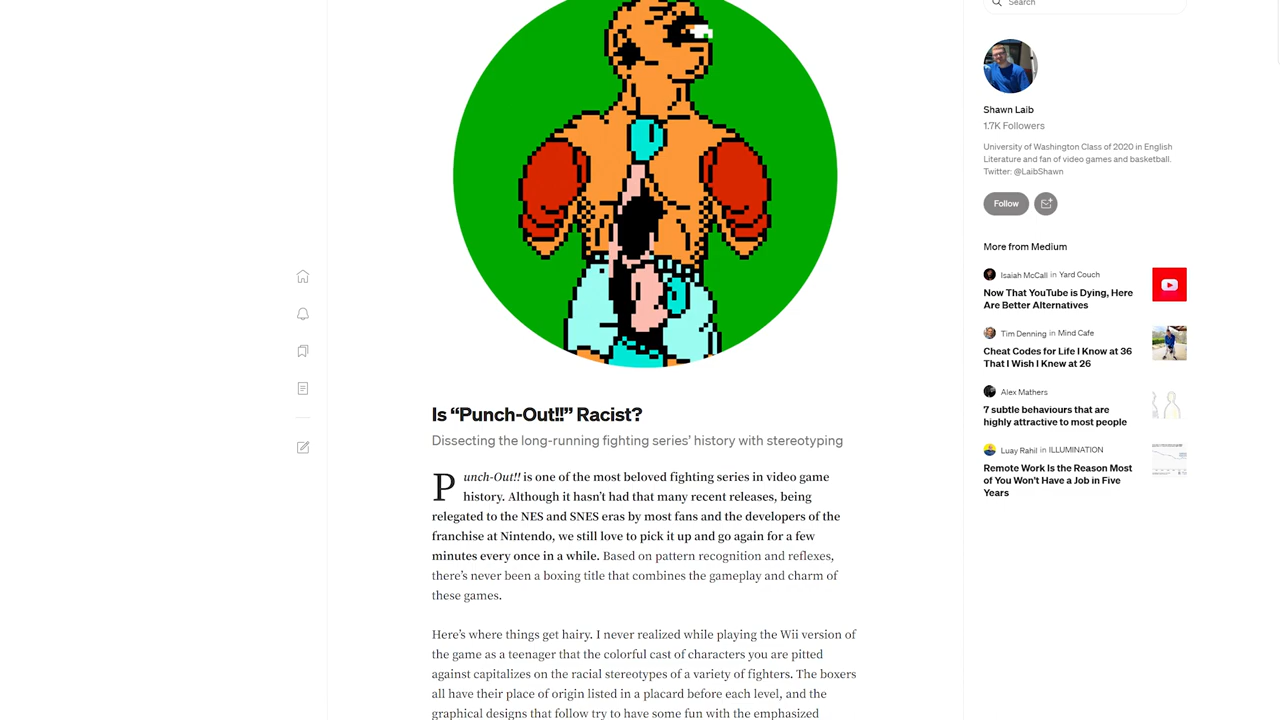 Search
Shawn Laib
1.7K Followers
University of Washington Class of 2020 in English
Literature and fan of video games and basketball.
Twitter: @LaibShawn
Follow
More from Medium
Isaiah McCall in Yard Couch
Now That YouTube is Dying, Here
Are Better Alternatives
Tim Denning in Mind Cafe
Cheat Codes for Life I Know at 36
That I Wish I Knew at 26
Alex Mathers
7 subtle behaviours that are
highly attractive to most people
Luay Rahil in ILLUMINATION
Remote Work Is the Reason Most
of You Won't Have a Job in Five
Years
Is “Punch-Out!!” Racist?
Dissecting the long-running fighting series’ history with stereotyping
Punch-Out!! is one of the most beloved fighting series in video game
history. Although it hasn’t had that many recent releases, being
relegated to the NES and SNES eras by most fans and the developers of the
franchise at Nintendo, we still love to pick it up and go again for a few
minutes every once in a while. Based on pattern recognition and reflexes,
there’s never been a boxing title that combines the gameplay and charm of
these games.
Here’s where things get hairy. I never realized while playing the Wii version of
the game as a teenager that the colorful cast of characters you are pitted
against capitalizes on the racial stereotypes of a variety of fighters. The boxers
all have their place of origin listed in a placard before each level, and the
graphical designs that follow try to have some fun with the emphasized